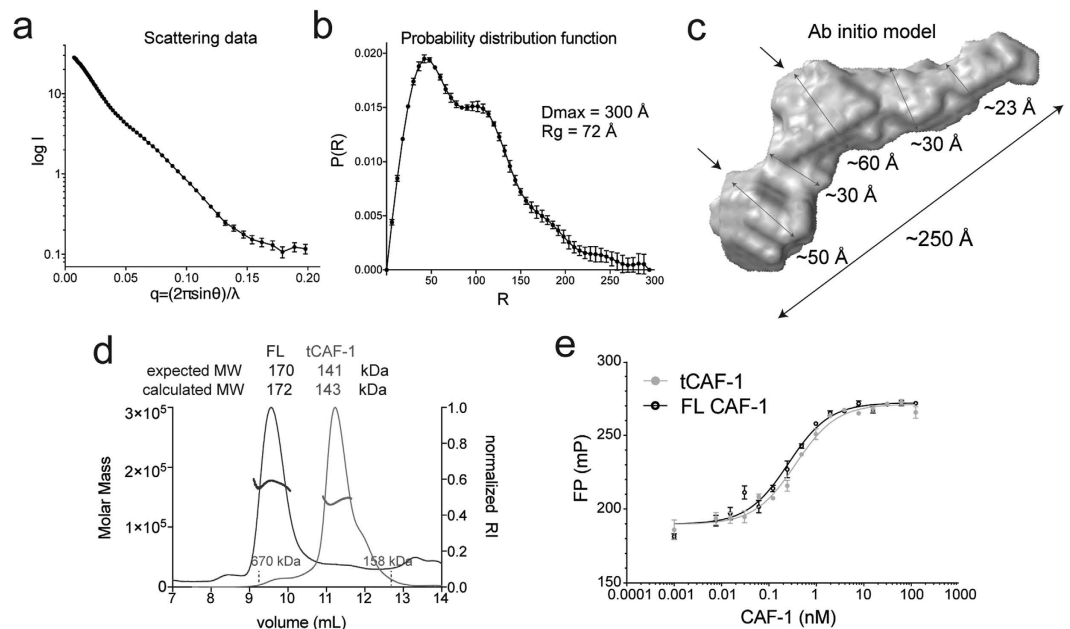 a
Scattering data
log I
10
1
0.1
0.00
0.05
0.10
0.15
0.20
q=(2πsinθ)/λ
b
Probability distribution function
Dmax = 300 Å
Rg = 72 Å
P(R)
0.020
0.015
0.010
0.005
0.000
50
100
150
200
250
300
R
c
Ab initio model
~23 Å
~30 Å
~60 Å
~30 Å
~50 Å
~250 Å
d
FL tCAF-1
expected MW 170 141 kDa
calculated MW 172 143 kDa
Molar Mass
3×10⁵
2×10⁵
1×10⁵
0
normalized RI
1.0
0.8
0.6
0.4
0.2
0.0
670 kDa
158 kDa
7 8 9 10 11 12 13 14
volume (mL)
e
tCAF-1
FL CAF-1
FP (mP)
300
250
200
150
0.0001 0.001 0.01 0.1 1 10 100 1000
CAF-1 (nM)